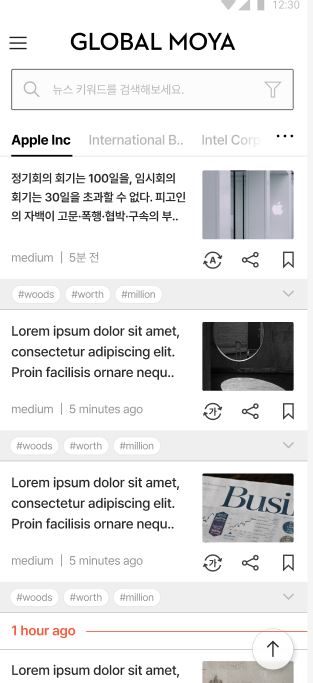 12:30
GLOBAL MOYA
뉴스 키워드를 검색해보세요.
Apple Inc International B.. Intel Corp
정기회의 회기는 100일을, 임시회의
회기는 30일을 초과할 수 없다. 피고인
의 자백이 고문·폭행·협박·구속의 부..
medium | 5분 전
A
#woods #worth #million
Lorem ipsum dolor sit amet,
consectetur adipiscing elit.
Proin facilisis ornare nequ..
medium | 5 minutes ago
가
#woods #worth #million
Lorem ipsum dolor sit amet,
consectetur adipiscing elit.
Proin facilisis ornare nequ..
Busi
medium | 5 minutes ago
가
#woods #worth #million
1 hour ago
Lorem ipsum dolor sit amet,